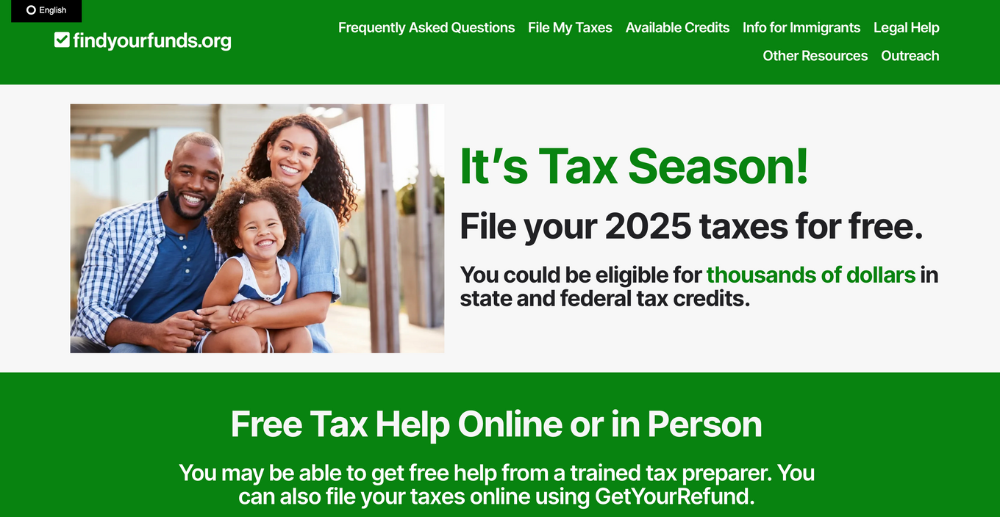 English
findyourfunds.org
Frequently Asked Questions File My Taxes Available Credits Info for Immigrants Legal Help
Other Resources Outreach
It’s Tax Season!
File your 2025 taxes for free.
You could be eligible for thousands of dollars in
state and federal tax credits.
Free Tax Help Online or in Person
You may be able to get free help from a trained tax preparer. You
can also file your taxes online using GetYourRefund.